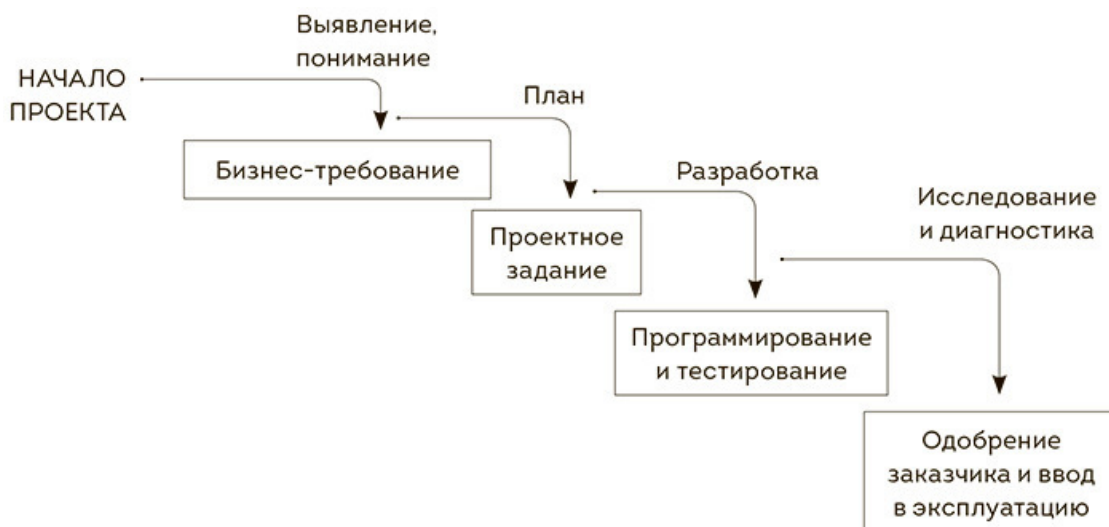 Выявление,
понимание
НАЧАЛО
ПРОЕКТА
План
Бизнес-требование
Разработка
Проектное
задание
Исследование
и диагностика
Программирование
и тестирование
Одобрение
заказчика и ввод
в эксплуатацию